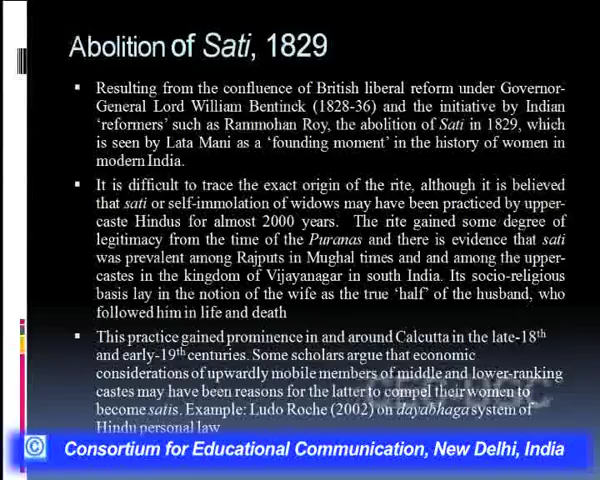 Abolition of Sati, 1829
▪ Resulting from the confluence of British liberal reform under Governor-
General Lord William Bentinck (1828-36) and the initiative by Indian
‘reformers’ such as Rammohan Roy, the abolition of Sati in 1829, which
is seen by Lata Mani as a ‘founding moment’ in the history of women in
modern India.
▪ It is difficult to trace the exact origin of the rite, although it is believed
that sati or self-immolation of widows may have been practiced by upper-
caste Hindus for almost 2000 years. The rite gained some degree of
legitimacy from the time of the Puranas and there is evidence that sati
was prevalent among Rajputs in Mughal times and and among the upper-
castes in the kingdom of Vijayanagar in south India. Its socio-religious
basis lay in the notion of the wife as the true ‘half’ of the husband, who
followed him in life and death
▪ This practice gained prominence in and around Calcutta in the late-18th
and early-19th centuries. Some scholars argue that economic
considerations of upwardly mobile members of middle and lower-ranking
castes may have been reasons for the latter to compel their women to
become satis. Example: Ludo Roche (2002) on dayabhaga system of
Hindu personal law
© Consortium for Educational Communication, New Delhi, India